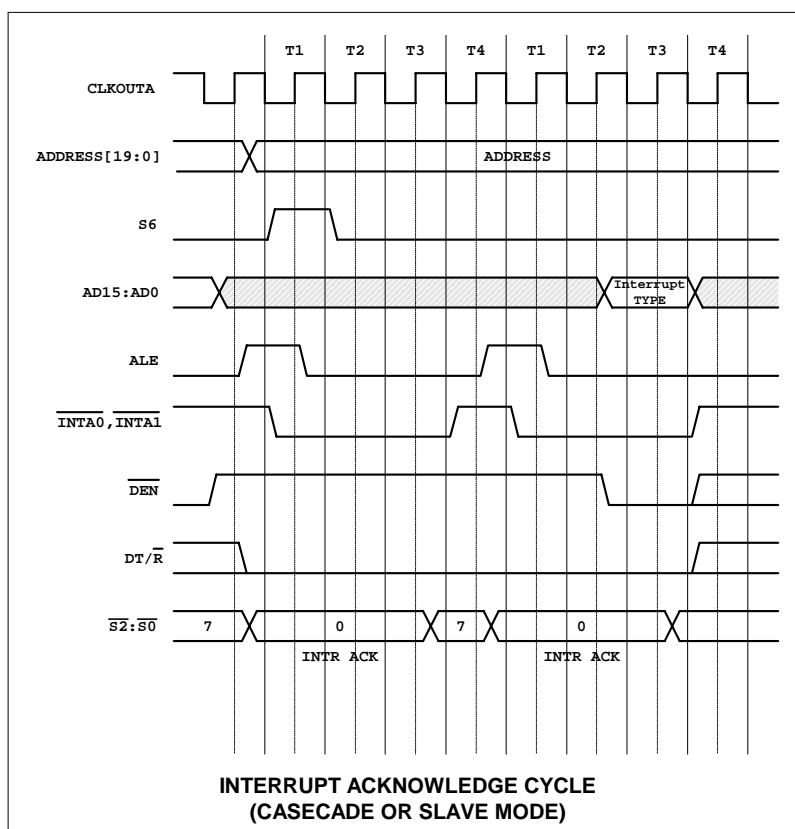 T1 T2 T3 T4 T1 T2 T3 T4
CLKOUTA
ADDRESS[19:0] ADDRESS
S6
AD15:AD0 Interrupt
TYPE
ALE
INTA0,INTA1
DEN
DT/R
S2:S0 7 0 7 0
INTR ACK INTR ACK
INTERRUPT ACKNOWLEDGE CYCLE
(CASECADE OR SLAVE MODE)